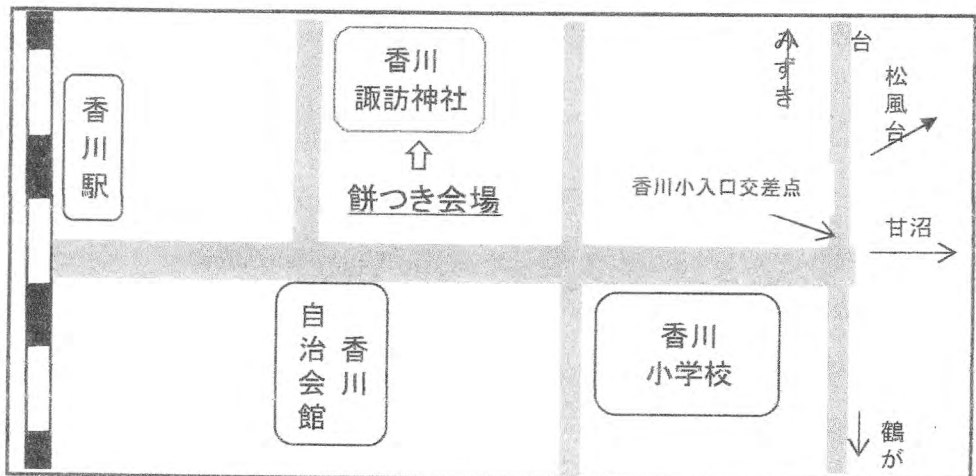 香川駅
香川
諏訪神社
餅つき会場
みずき
台
松風台
香川小入口交差点
甘沼
香川
自治会館
香川
小学校
鶴が